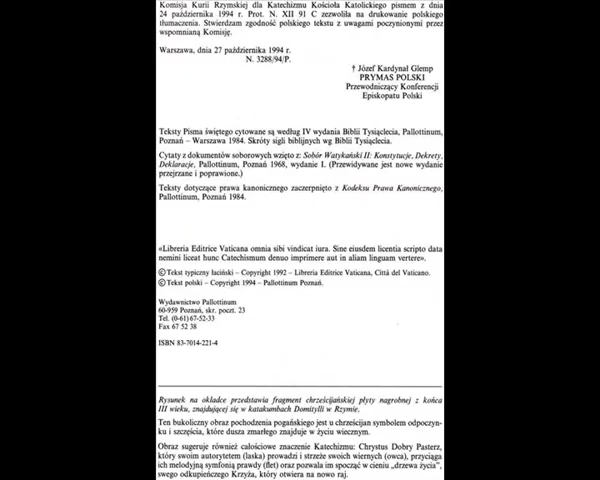 Komisja Kurii Rzymskiej dla Katechizmu Kościoła Katolickiego pismem z dnia
24 października 1994 r. Prot. N. XII 91 C zezwoliła na drukowanie polskiego
tłumaczenia. Stwierdzam zgodność polskiego tekstu z uwagami poczynionymi przez
wspomnianą Komisję.
Warszawa, dnia 27 października 1994 r.
N. 3288/94/P.
† Józef Kardynał Glemp
PRYMAS POLSKI
Przewodniczący Konferencji
Episkopatu Polski
Teksty Pisma świętego cytowane są według IV wydania Biblii Tysiąclecia, Pallottinum,
Poznań – Warszawa 1984. Skróty sigli biblijnych wg Biblii Tysiąclecia.
Cytaty z dokumentów soborowych wzięto z: Sobór Watykański II: Konstytucje, Dekrety,
Deklaracje, Pallottinum, Poznań 1968, wydanie I. (Przewidywane jest nowe wydanie
przejrzane i poprawione.)
Teksty dotyczące prawa kanonicznego zaczerpnięto z Kodeksu Prawa Kanonicznego,
Pallottinum, Poznań 1984.
«Libreria Editrice Vaticana omnia sibi vindicat iura. Sine eiusdem licentia scripto data
nemini liceat hunc Catechismum denuo imprimere aut in aliam linguam vertere».
© Tekst typiczny łaciński – Copyright 1992 – Libreria Editrice Vaticana, Città del Vaticano.
© Tekst polski – Copyright 1994 – Pallottinum Poznań.
Wydawnictwo Pallottinum
60-959 Poznań, skr. poczt. 23
Tel. (0-61) 67-52-33
Fax 67 52 38
ISBN 83-7014-221-4
Rysunek na okładce przedstawia fragment chrześcijańskiej płyty nagrobnej z końca
III wieku, znajdującej się w katakumbach Domitylli w Rzymie.
Ten bukoliczny obraz pochodzenia pogańskiego jest u chrześcijan symbolem odpoczyn-
ku i szczęścia, które dusza zmarłego znajduje w życiu wiecznym.
Obraz sugeruje również całościowe znaczenie Katechizmu: Chrystus Dobry Pasterz,
który swoim autorytetem (laska) prowadzi i strzeże swoich wiernych (owca), przyciąga
ich melodyjną symfonią prawdy (flet) oraz pozwala im spocząć w cieniu „drzewa życia”,
swego odkupieńczego Krzyża, który otwiera na nowo raj.